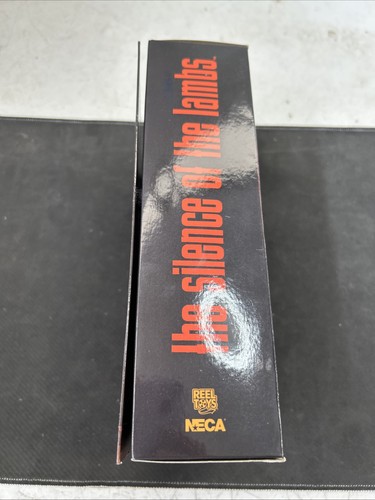 the silence of the lambs
REEL
TOYS
NECA